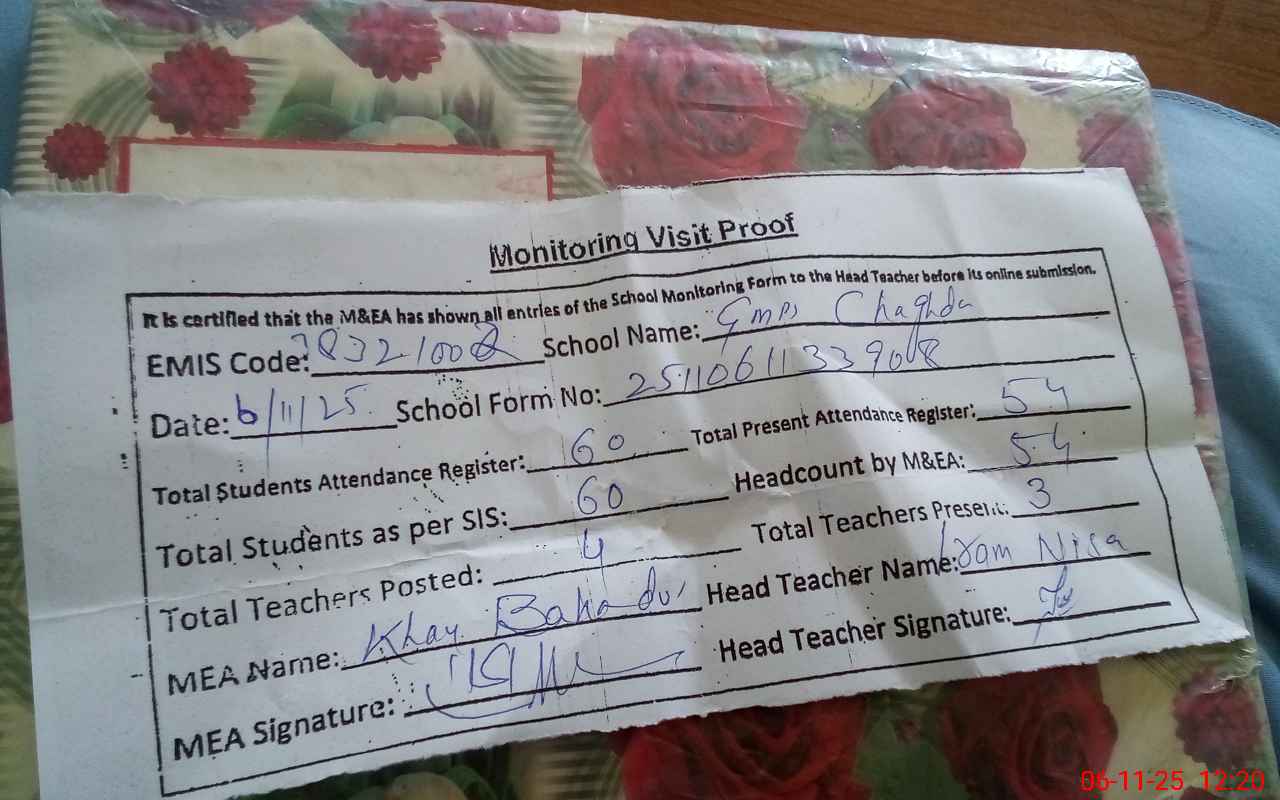 Monitoring Visit Proof
It is certified that the M&EA has shown all entries of the School Monitoring Form to the Head Teacher before its online submission.
EMIS Code: 38321008 School Name: Gmps Chaghda
Date: 6/11/25 School Form No: 2511061133908
Total Students Attendance Register: 60 Total Present Attendance Register: 54
Total Students as per SIS: 60 Headcount by M&EA: 54
Total Teachers Posted: 4 Total Teachers Present: 3
MEA Name: Khay Bahadur Head Teacher Name: Iram Nisa
MEA Signature: Head Teacher Signature:
06-11-25 12:20